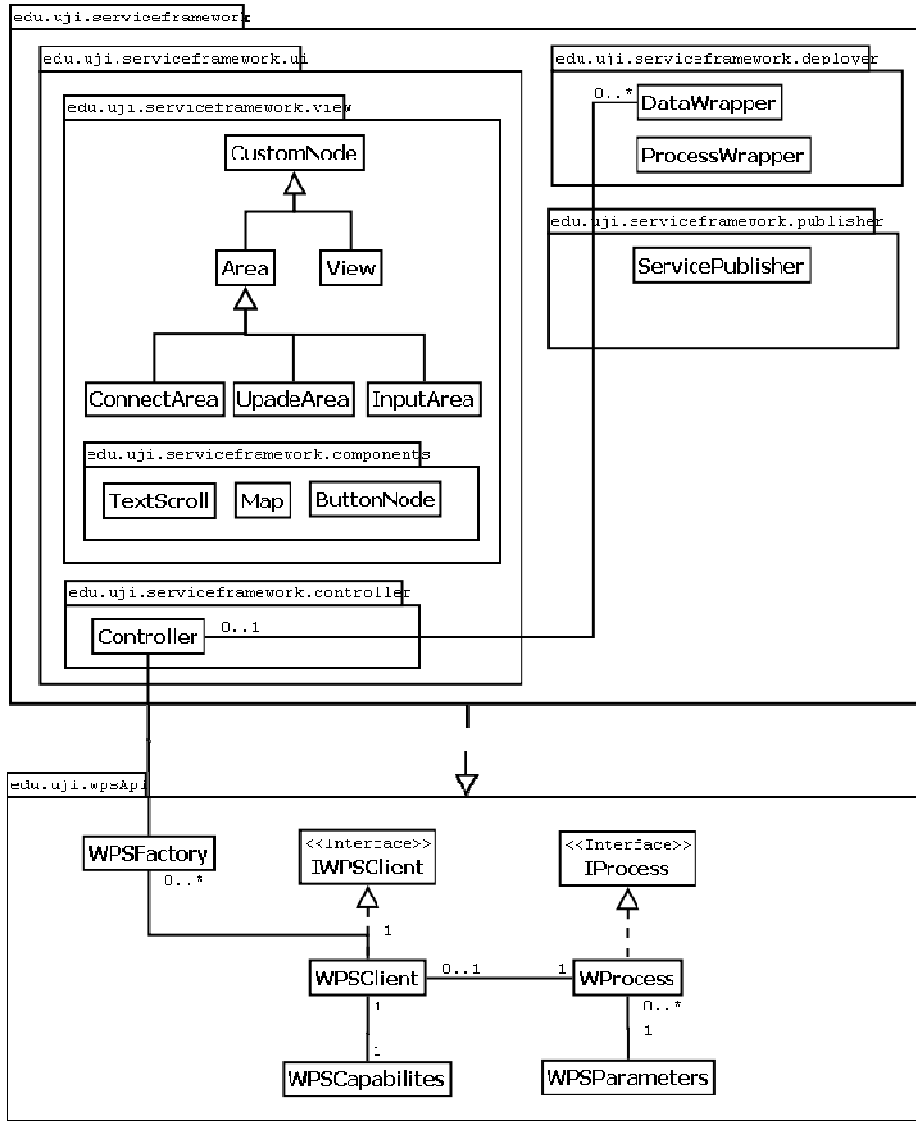 edu.uji.serviceframework
edu.uji.serviceframework.ui
edu.uji.serviceframework.view
CustomNode
Area
View
ConnectArea
UpadeArea
InputArea
edu.uji.serviceframework.components
TextScroll
Map
ButtonNode
edu.uji.serviceframework.controller
Controller
0..1
edu.uji.serviceframework.deployer
0..*
DataWrapper
ProcessWrapper
edu.uji.serviceframework.publisher
ServicePublisher
edu.uji.wpsApi
WPSFactory
0..*
<<Interface>>
IWPSClient
1
<<Interface>>
IProcess
WPSClient
0..1
1
WProcess
1
1
0..*
1
WPSCapabilites
WPSParameters